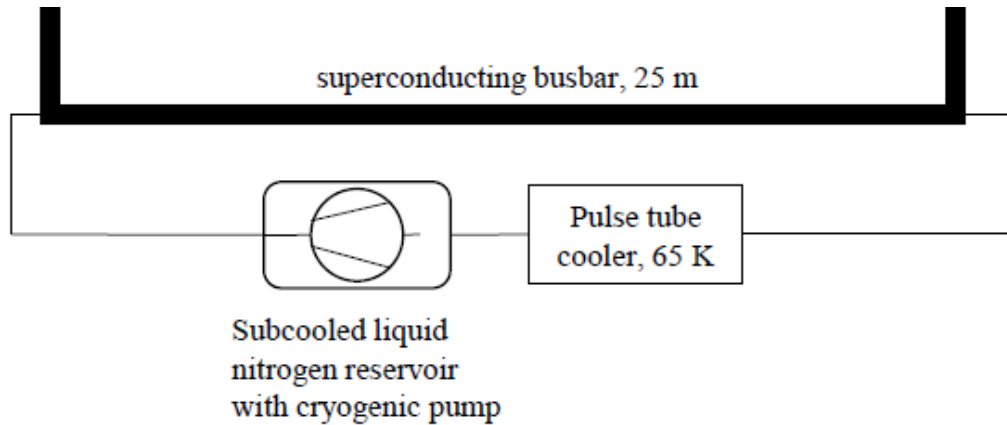 superconducting busbar, 25 m
Pulse tube
cooler, 65 K
Subcooled liquid
nitrogen reservoir
with cryogenic pump